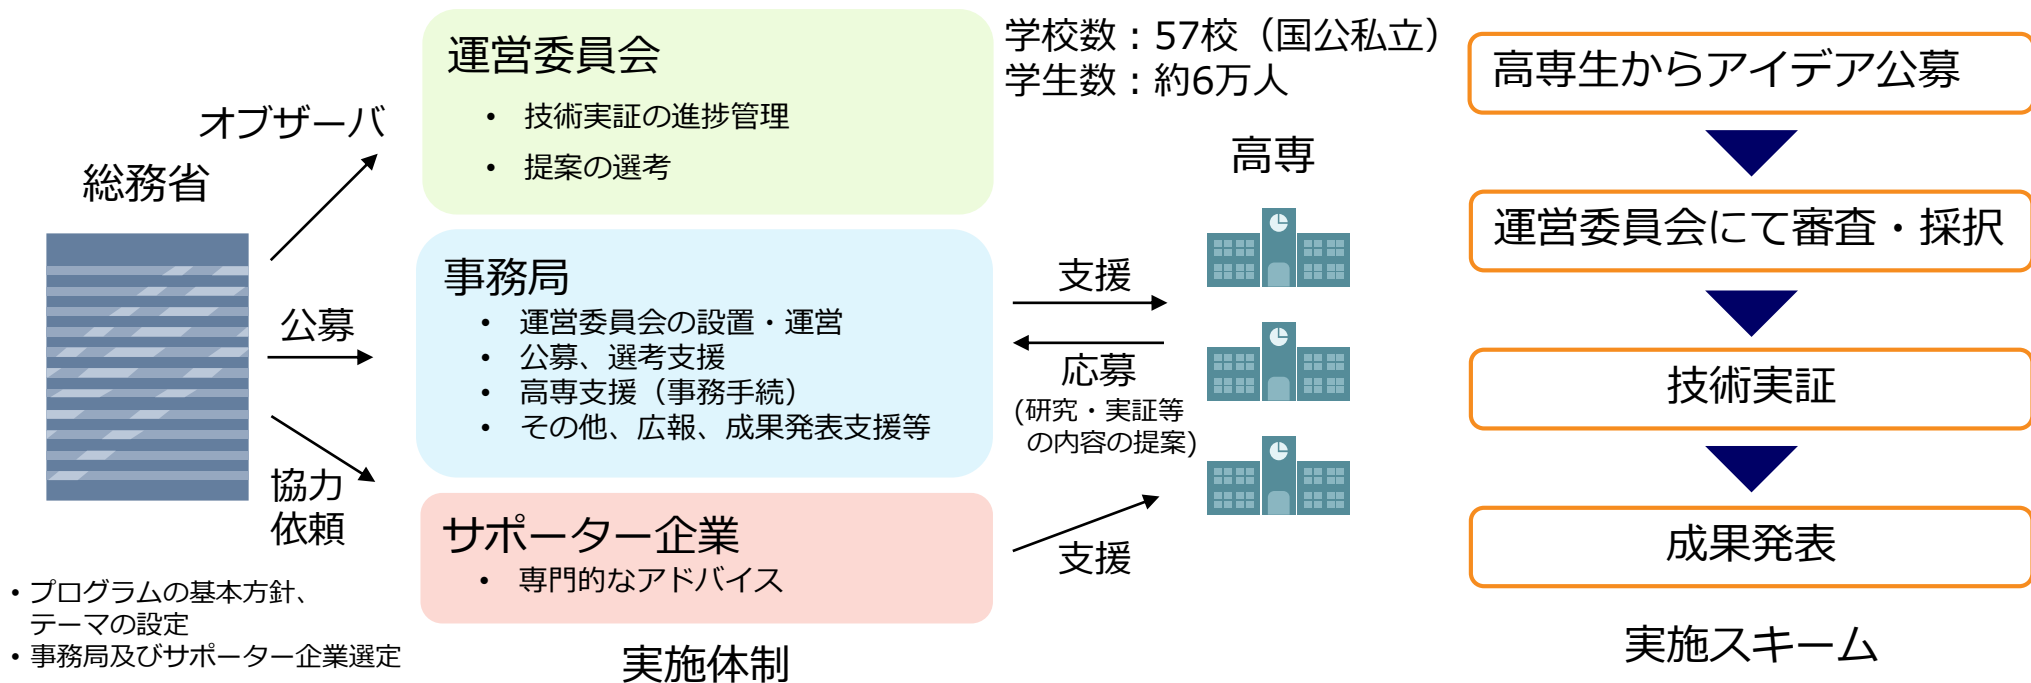 総務省
オブザーバ
公募
協力
依頼
• プログラムの基本方針、
テーマの設定
• 事務局及びサポーター企業選定
運営委員会
• 技術実証の進捗管理
• 提案の選考
事務局
• 運営委員会の設置・運営
• 公募、選考支援
• 高専支援（事務手続）
• その他、広報、成果発表支援等
サポーター企業
• 専門的なアドバイス
実施体制
学校数：57校（国公私立）
学生数：約6万人
高専
支援
応募
(研究・実証等
の内容の提案)
支援
高専生からアイデア公募
運営委員会にて審査・採択
技術実証
成果発表
実施スキーム